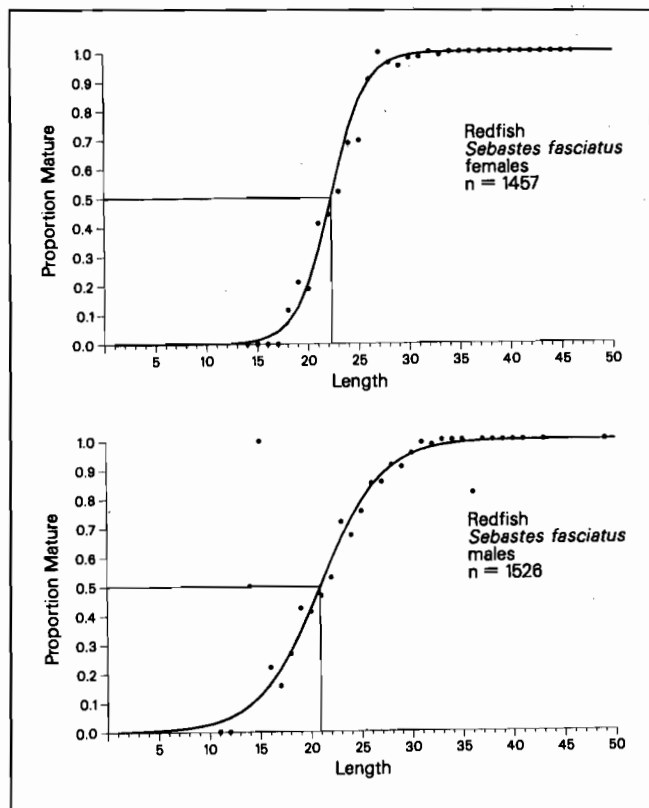 1.0
0.9
0.8
0.7
0.6
0.5
0.4
0.3
0.2
0.1
0.0
Proportion Mature
Redfish
Sebastes fasciatus
females
n = 1457
5 10 15 20 25 30 35 40 45 50
Length
1.0
0.9
0.8
0.7
0.6
0.5
0.4
0.3
0.2
0.1
0.0
Proportion Mature
Redfish
Sebastes fasciatus
males
n = 1526
5 10 15 20 25 30 35 40 45 50
Length